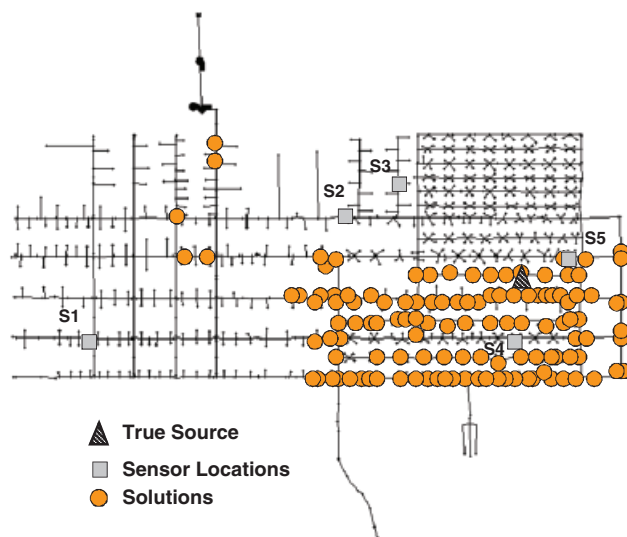 S3
S2
S5
S1
S4
True Source
Sensor Locations
Solutions